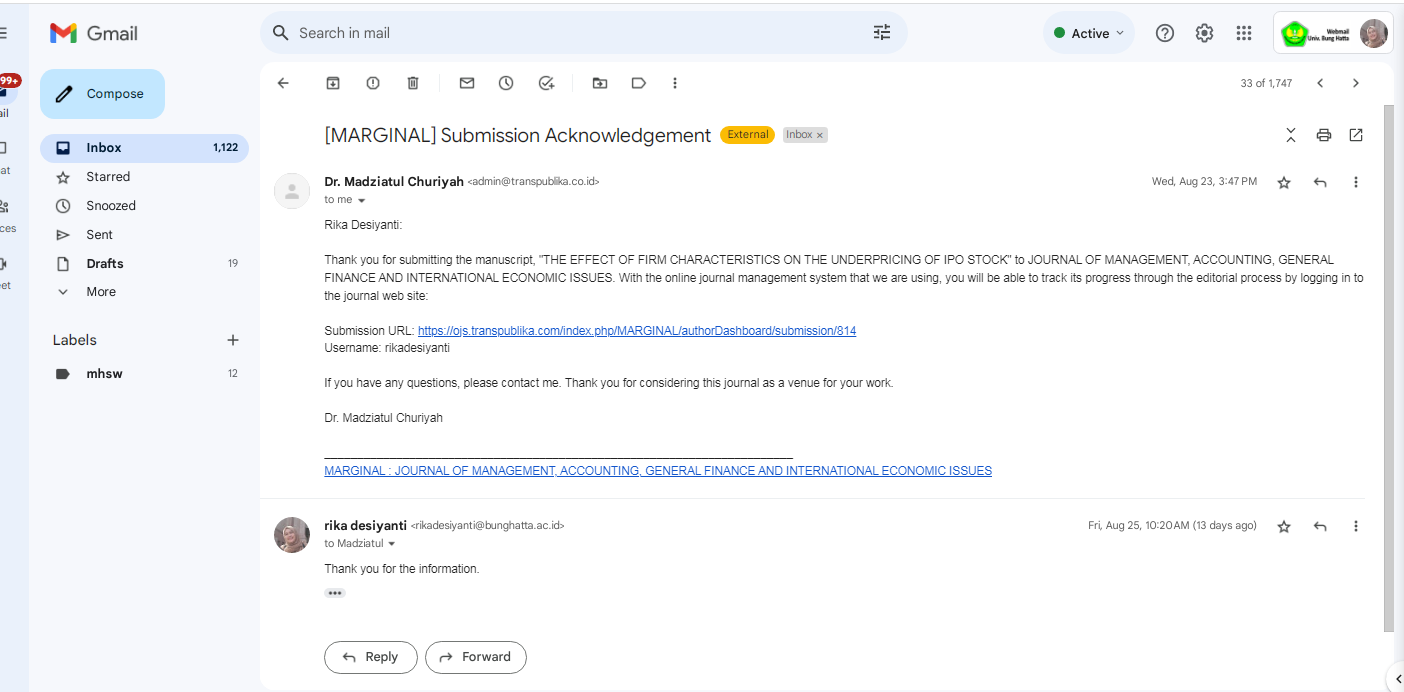 Gmail
Search in mail
Active
Webmail
Univ. Bung Hatta
99+
Compose
33 of 1,747
[MARGINAL] Submission Acknowledgement External Inbox ×
Inbox 1,122
Starred
Snoozed
Sent
Drafts 19
More
Labels
mhsw 12
Dr. Madziatul Churiyah <admin@transpublika.co.id> Wed, Aug 23, 3:47 PM
to me
Rika Desiyanti:
Thank you for submitting the manuscript, "THE EFFECT OF FIRM CHARACTERISTICS ON THE UNDERPRICING OF IPO STOCK" to JOURNAL OF MANAGEMENT, ACCOUNTING, GENERAL
FINANCE AND INTERNATIONAL ECONOMIC ISSUES. With the online journal management system that we are using, you will be able to track its progress through the editorial process by logging in to
the journal web site:
Submission URL: https://ojs.transpublika.com/index.php/MARGINAL/authorDashboard/submission/814
Username: rikadesiyanti
If you have any questions, please contact me. Thank you for considering this journal as a venue for your work.
Dr. Madziatul Churiyah
MARGINAL : JOURNAL OF MANAGEMENT, ACCOUNTING, GENERAL FINANCE AND INTERNATIONAL ECONOMIC ISSUES
rika desiyanti <rikadesiyanti@bunghatta.ac.id> Fri, Aug 25, 10:20 AM (13 days ago)
to Madziatul
Thank you for the information.
Reply
Forward